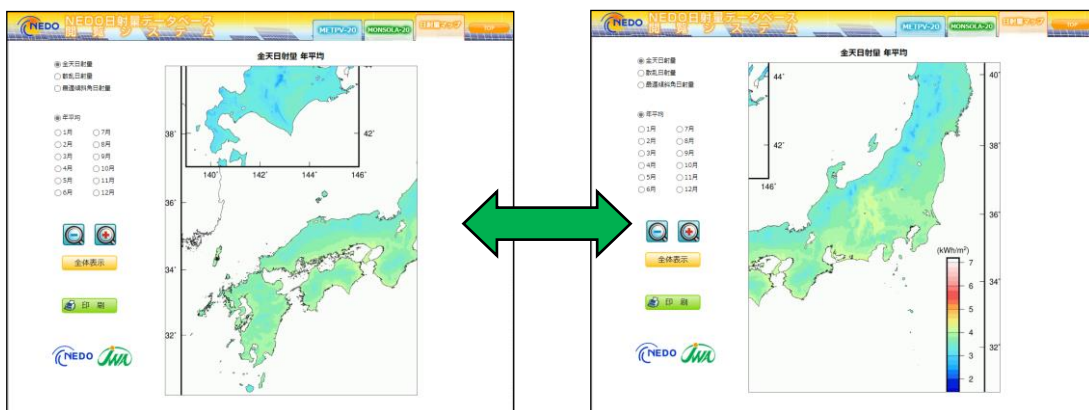 NEDO
NEDO日射量データベース
閲覧システム
METPV-20
MONSOLA-20
日射量マップ
TOP
全天日射量 年平均
全天日射量
散乱日射量
最適傾斜角日射量
年平均
1月 7月
2月 8月
3月 9月
4月 10月
5月 11月
6月 12月
全体表示
印 刷
NEDO
JWA
44°
38°
42°
140° 142° 144° 146°
36°
34°
32°
NEDO
NEDO日射量データベース
閲覧システム
METPV-20
MONSOLA-20
日射量マップ
TOP
全天日射量 年平均
全天日射量
散乱日射量
最適傾斜角日射量
年平均
1月 7月
2月 8月
3月 9月
4月 10月
5月 11月
6月 12月
全体表示
印 刷
NEDO
JWA
44°
40°
42°
38°
146°
36°
(kWh/m²)
7
6
5
4
3
2
34°
32°